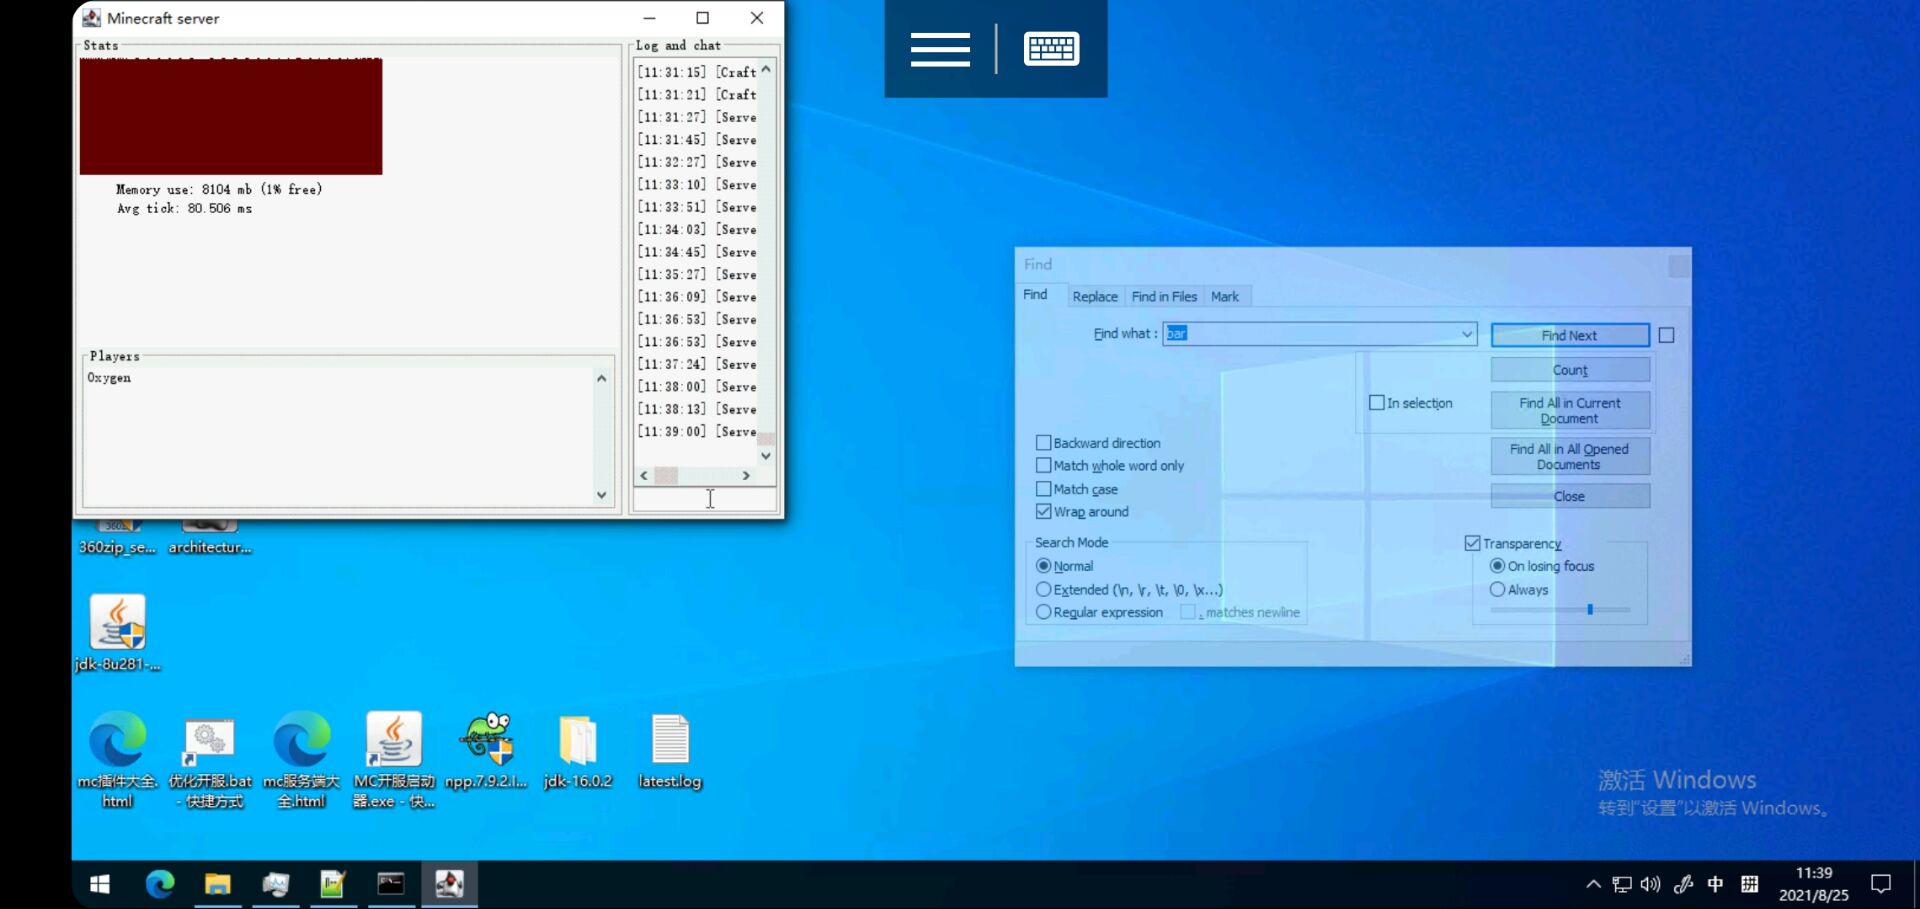 Minecraft server
Stats
Memory use: 8104 mb (1% free)
Avg tick: 80.506 ms
Players
Oxygen
Log and chat
[11:31:15] [Craft
[11:31:21] [Craft
[11:31:27] [Serve
[11:31:45] [Serve
[11:32:27] [Serve
[11:33:10] [Serve
[11:33:51] [Serve
[11:34:03] [Serve
[11:34:45] [Serve
[11:35:27] [Serve
[11:36:09] [Serve
[11:36:53] [Serve
[11:36:53] [Serve
[11:37:24] [Serve
[11:38:00] [Serve
[11:38:13] [Serve
[11:39:00] [Serve
Find
Find Replace Find in Files Mark
Find what : bar
Find Next
Count
In selection
Find All in Current
Document
Find All in All Opened
Documents
Close
Backward direction
Match whole word only
Match case
Wrap around
Search Mode
Normal
Extended (\n, \r, \t, \0, \x...)
Regular expression
. matches newline
Transparency
On losing focus
Always
360zip_se...
architectur...
jdk-8u281-...
mc插件大全.
html
优化开服.bat
- 快捷方式
mc服务端大
全.html
MC开服启动
器.exe - 快...
npp.7.9.2.I...
jdk-16.0.2
latest.log
激活 Windows
转到"设置"以激活 Windows。
中
拼
11:39
2021/8/25